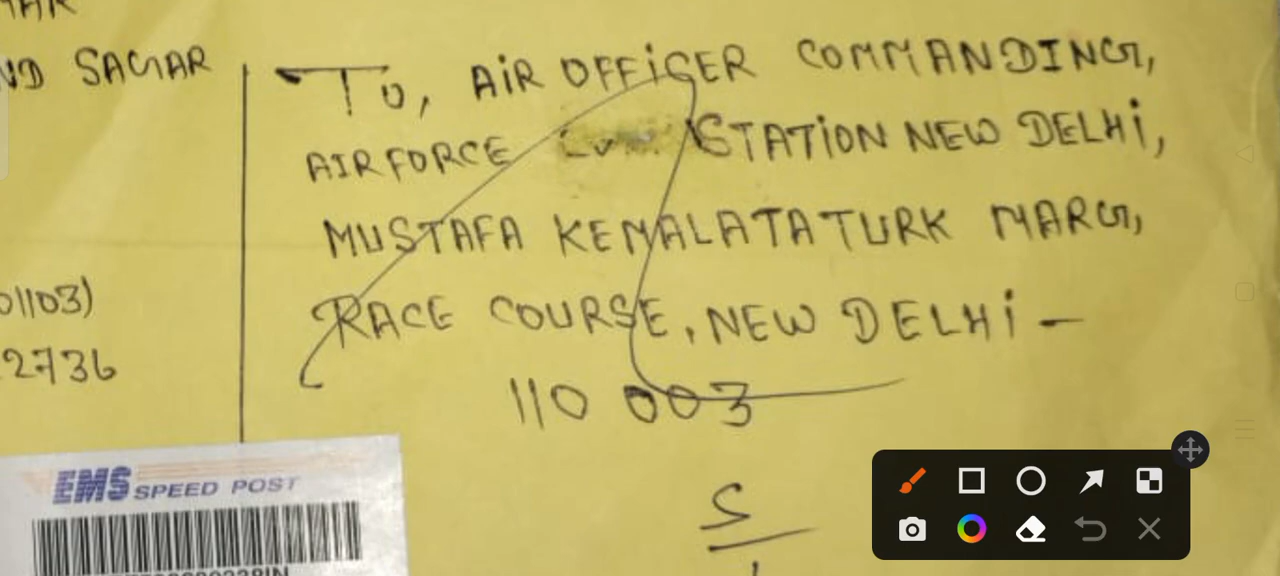 ND SAGAR
To, AIR OFFICER COMMANDING,
AIRFORCE STATION NEW DELHI,
MUSTAFA KEMALATATURK MARG,
RACE COURSE, NEW DELHI -
110 003
01103)
2736
EMS SPEED POST